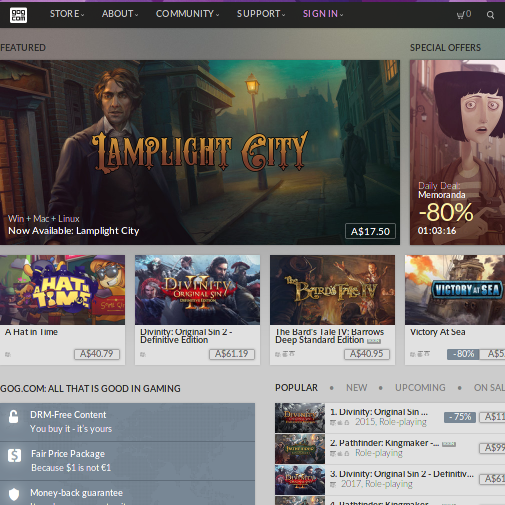 gog
com
STORE
ABOUT
COMMUNITY
SUPPORT
SIGN IN
0
FEATURED
SPECIAL OFFERS
LAMPLIGHT CITY
Win + Mac + Linux
Now Available: Lamplight City
A$17.50
Daily Deal:
Memoranda
-80%
01:03:16
A HAT IN TIME
DIVINITY
ORIGINAL SIN
II
THE BARD'S TALE IV
VICTORY AT SEA
A Hat in Time
A$40.79
Divinity: Original Sin 2 -
Definitive Edition
A$61.19
The Bard's Tale IV: Barrows
Deep Standard Edition
A$40.95
Victory At Sea
-80%
GOG.COM: ALL THAT IS GOOD IN GAMING
POPULAR • NEW • UPCOMING • ON SAL
DRM-Free Content
You buy it - it's yours
Fair Price Package
Because $1 is not €1
Money-back guarantee
1. Divinity: Original Sin ...
2015, Role-playing
-75%
A$11
2. Pathfinder: Kingmaker -...
Role-playing
A$99
3. Divinity: Original Sin 2 - Definitiv...
2017, Role-playing
A$61
4. Pathfinder: Kingmaker